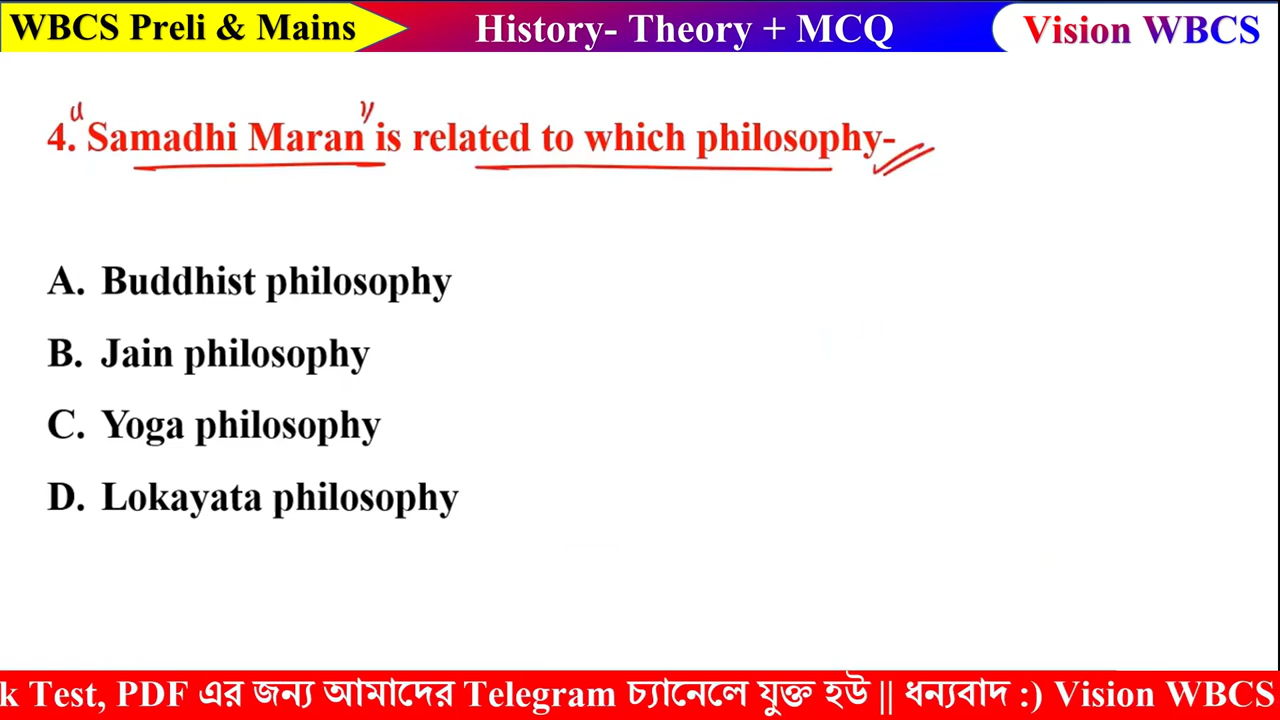 WBCS Preli & Mains
History- Theory + MCQ
Vision WBCS
4. "Samadhi Maran" is related to which philosophy-
A. Buddhist philosophy
B. Jain philosophy
C. Yoga philosophy
D. Lokayata philosophy
k Test, PDF এর জন্য আমাদের Telegram চ্যানেলে যুক্ত হউ || ধন্যবাদ :) Vision WBCS